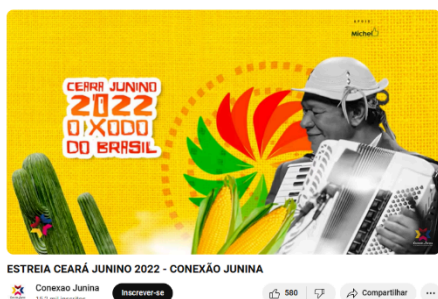 APOIO
Michel
CEARÁ JUNINO
2022
O XODÓ
DO BRASIL
ESTREIA CEARÁ JUNINO 2022 - CONEXÃO JUNINA
Conexao Junina
Inscrever-se
580
Compartilhar